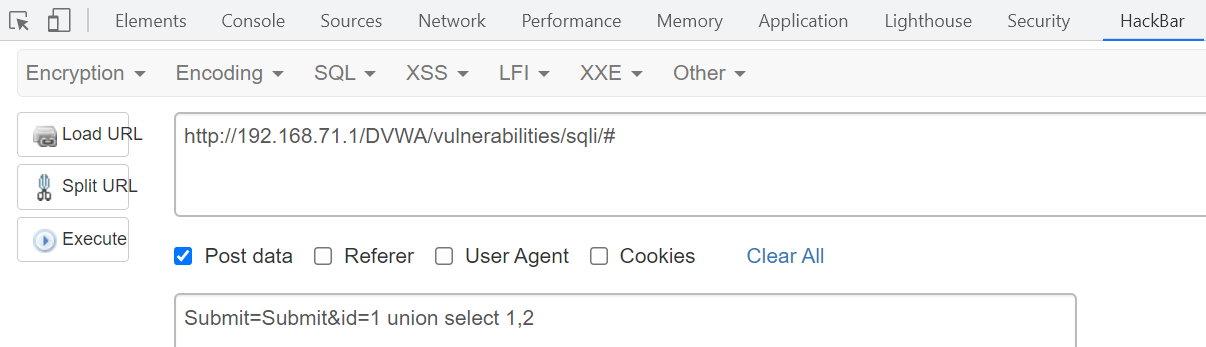 Elements Console Sources Network Performance Memory Application Lighthouse Security HackBar
Encryption Encoding SQL XSS LFI XXE Other
Load URL
http://192.168.71.1/DVWA/vulnerabilities/sqli/#
Split URL
Execute
Post data Referer User Agent Cookies Clear All
Submit=Submit&id=1 union select 1,2